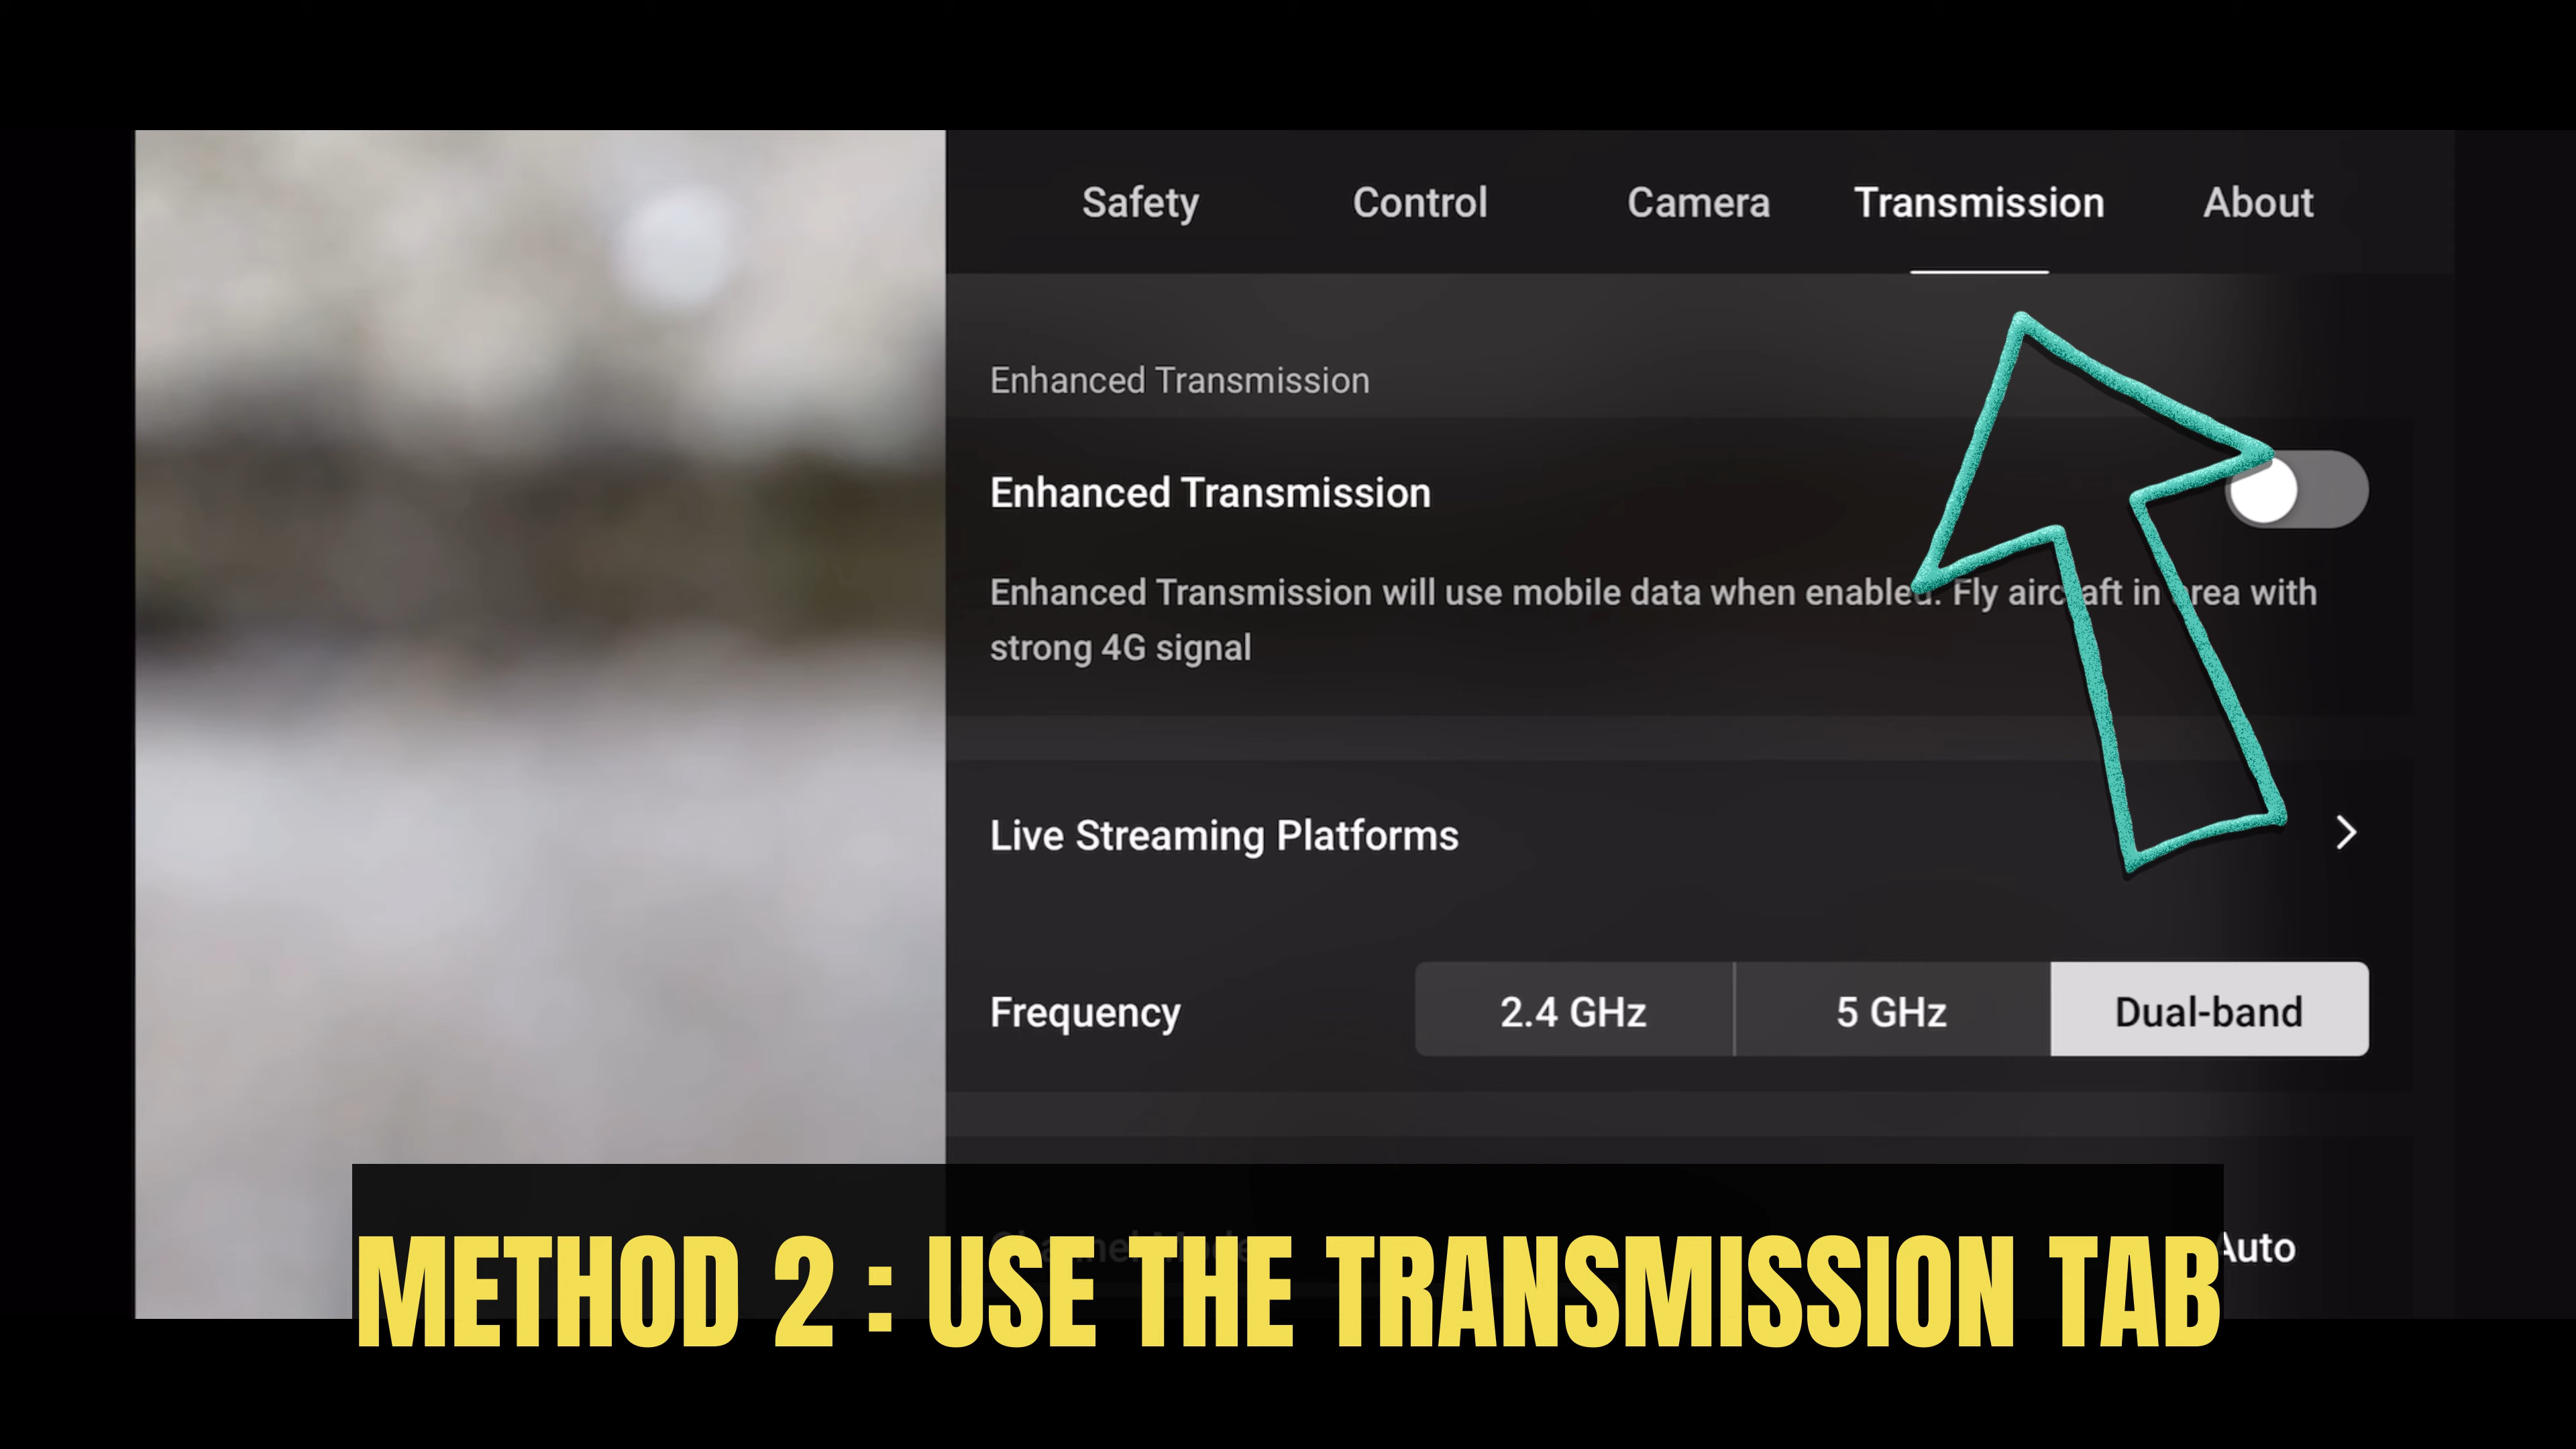 Safety Control Camera Transmission About
Enhanced Transmission
Enhanced Transmission
Enhanced Transmission will use mobile data when enabled. Fly aircraft in area with
strong 4G signal
Live Streaming Platforms
Frequency 2.4 GHz 5 GHz Dual-band
Channel Mode Auto
METHOD 2 : USE THE TRANSMISSION TAB